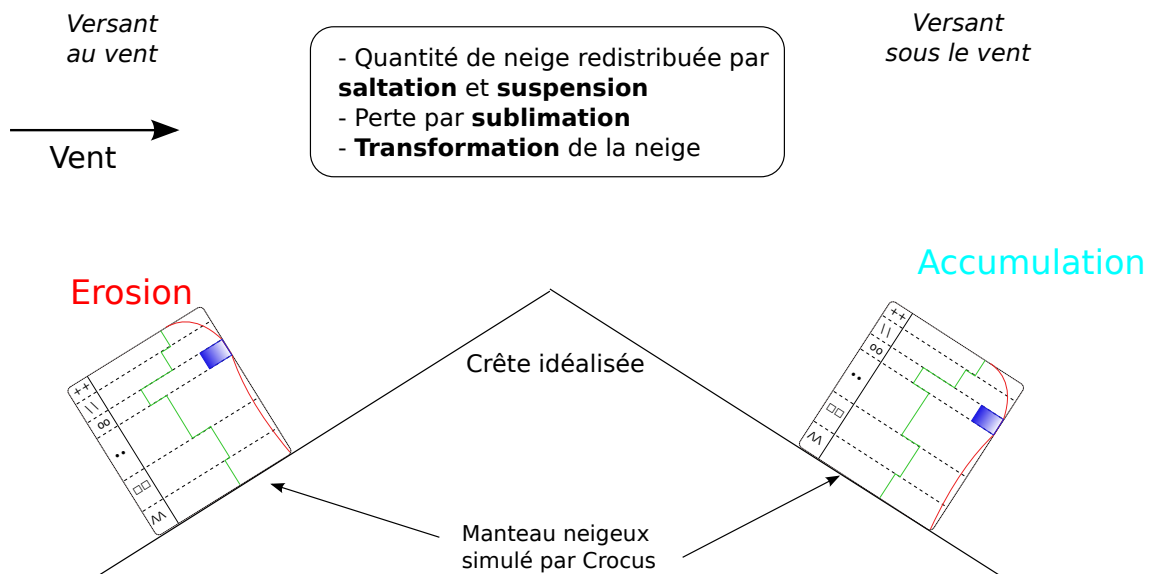 Versant
au vent
- Quantité de neige redistribuée par
saltation et suspension
- Perte par sublimation
- Transformation de la neige
Versant
sous le vent
Vent
Erosion
Accumulation
Crête idéalisée
Manteau neigeux
simulé par Crocus